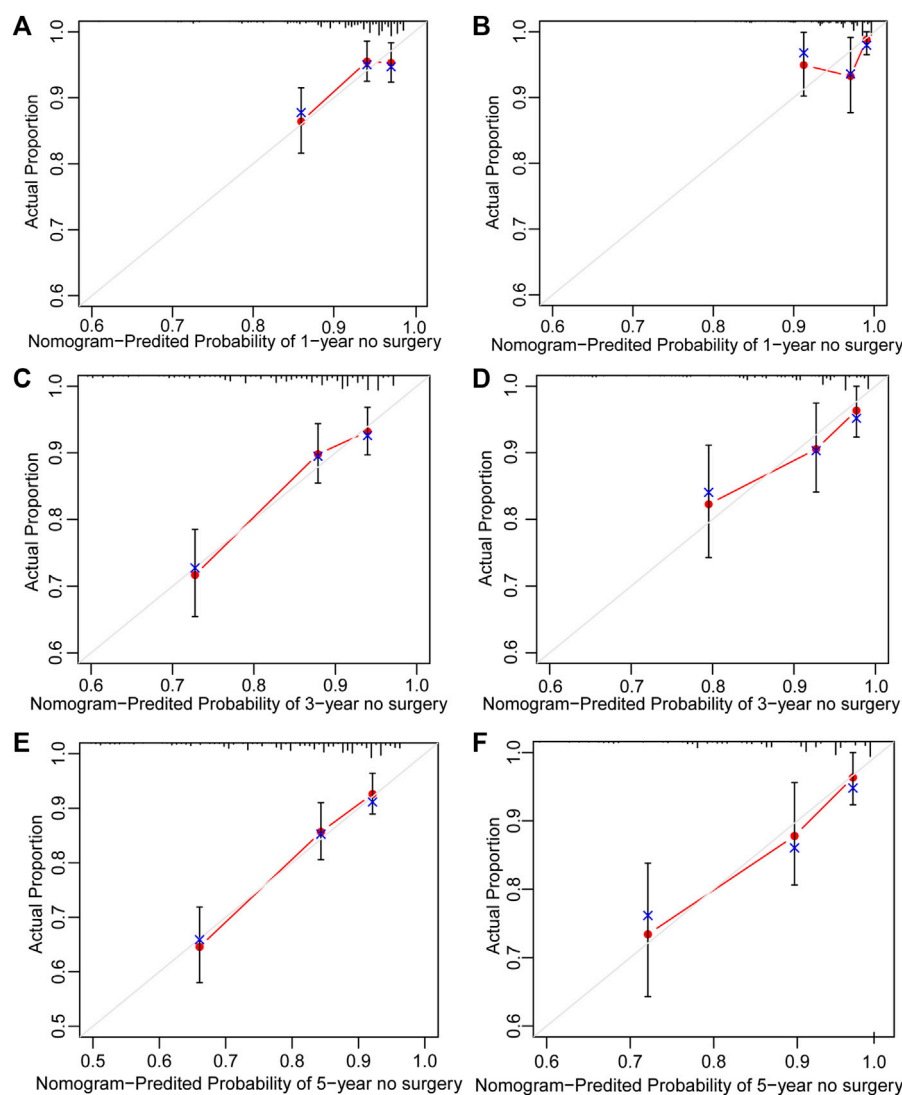 A
Actual Proportion
0.6 0.7 0.8 0.9 1.0
0.6 0.7 0.8 0.9 1.0
Nomogram−Predited Probability of 1−year no surgery
B
Actual Proportion
0.6 0.7 0.8 0.9 1.0
0.6 0.7 0.8 0.9 1.0
Nomogram−Predited Probability of 1−year no surgery
C
Actual Proportion
0.6 0.7 0.8 0.9 1.0
0.6 0.7 0.8 0.9 1.0
Nomogram−Predited Probability of 3−year no surgery
D
Actual Proportion
0.6 0.7 0.8 0.9 1.0
0.6 0.7 0.8 0.9 1.0
Nomogram−Predited Probability of 3−year no surgery
E
Actual Proportion
0.5 0.6 0.7 0.8 0.9 1.0
0.5 0.6 0.7 0.8 0.9 1.0
Nomogram−Predited Probability of 5−year no surgery
F
Actual Proportion
0.6 0.7 0.8 0.9 1.0
0.6 0.7 0.8 0.9 1.0
Nomogram−Predited Probability of 5−year no surgery